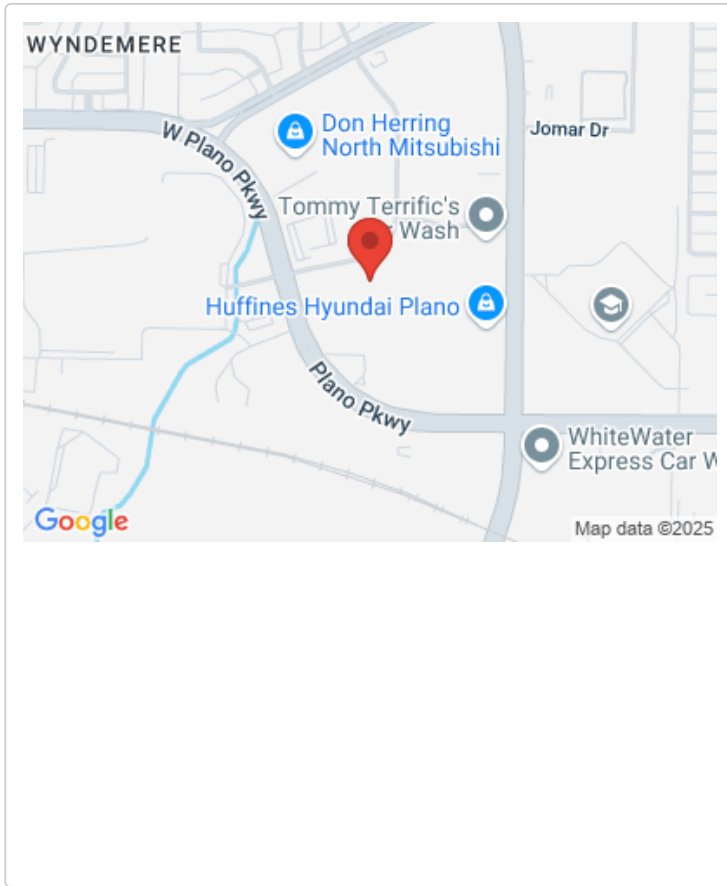 WYNDEMERE
W Plano Pkwy
Don Herring
North Mitsubishi
Jomar Dr
Tommy Terrific's
Wash
Huffines Hyundai Plano
Plano Pkwy
WhiteWater
Express Car W
Google
Map data ©2025